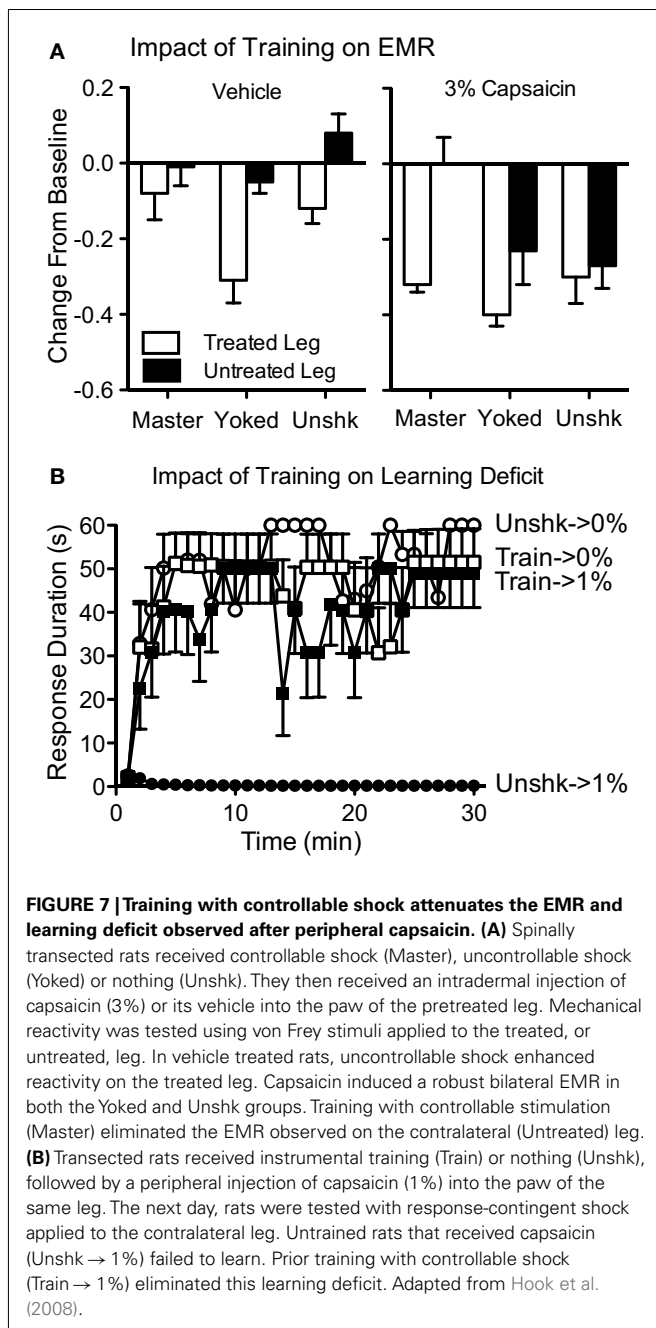 A Impact of Training on EMR
Vehicle
3% Capsaicin
Change From Baseline
0.2
0.0
-0.2
-0.4
-0.6
Treated Leg
Untreated Leg
Master Yoked Unshk
Master Yoked Unshk
B Impact of Training on Learning Deficit
Response Duration (s)
60
50
40
30
20
10
0
0 10 20 30
Time (min)
Unshk->0%
Train->0%
Train->1%
Unshk->1%
FIGURE 7 | Training with controllable shock attenuates the EMR and
learning deficit observed after peripheral capsaicin. (A) Spinally
transected rats received controllable shock (Master), uncontrollable shock
(Yoked) or nothing (Unshk). They then received an intradermal injection of
capsaicin (3%) or its vehicle into the paw of the pretreated leg. Mechanical
reactivity was tested using von Frey stimuli applied to the treated, or
untreated, leg. In vehicle treated rats, uncontrollable shock enhanced
reactivity on the treated leg. Capsaicin induced a robust bilateral EMR in
both the Yoked and Unshk groups. Training with controllable stimulation
(Master) eliminated the EMR observed on the contralateral (Untreated) leg.
(B) Transected rats received instrumental training (Train) or nothing (Unshk),
followed by a peripheral injection of capsaicin (1%) into the paw of the
same leg. The next day, rats were tested with response-contingent shock
applied to the contralateral leg. Untrained rats that received capsaicin
(Unshk → 1%) failed to learn. Prior training with controllable shock
(Train → 1%) eliminated this learning deficit. Adapted from Hook et al.
(2008).